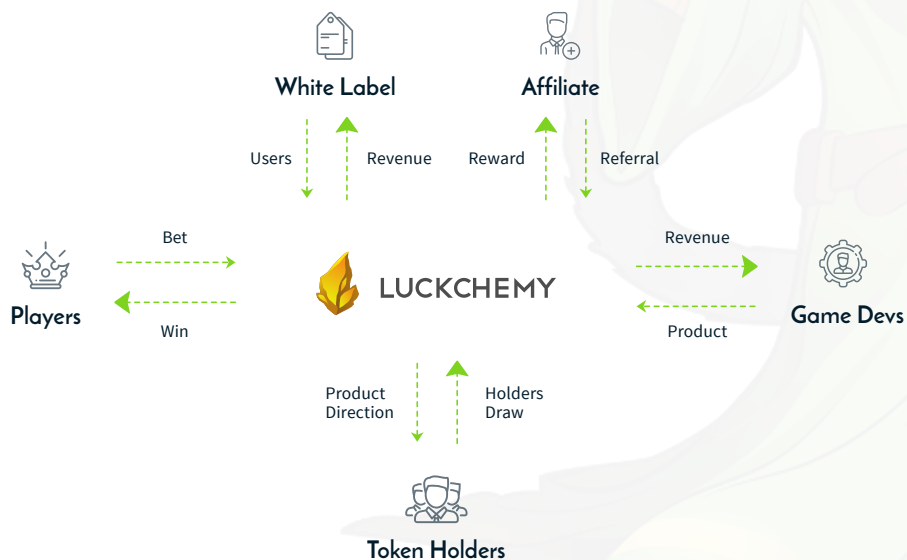 White Label
Affiliate
Users
Revenue
Reward
Referral
Bet
Revenue
LUCKCHEMY
Players
Game Devs
Win
Product
Product
Direction
Holders
Draw
Token Holders